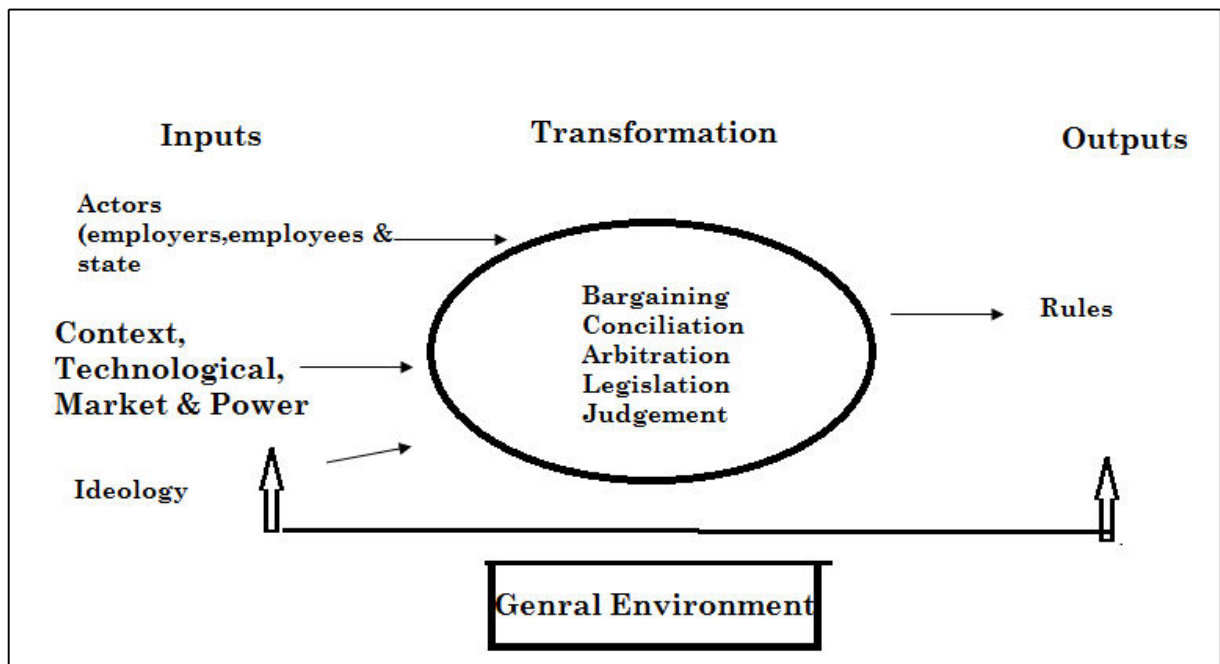 Inputs
Transformation
Outputs
Actors
(employers,employees &
state
Context,
Technological,
Market & Power
Ideology
Bargaining
Conciliation
Arbitration
Legislation
Judgement
Rules
Genral Environment